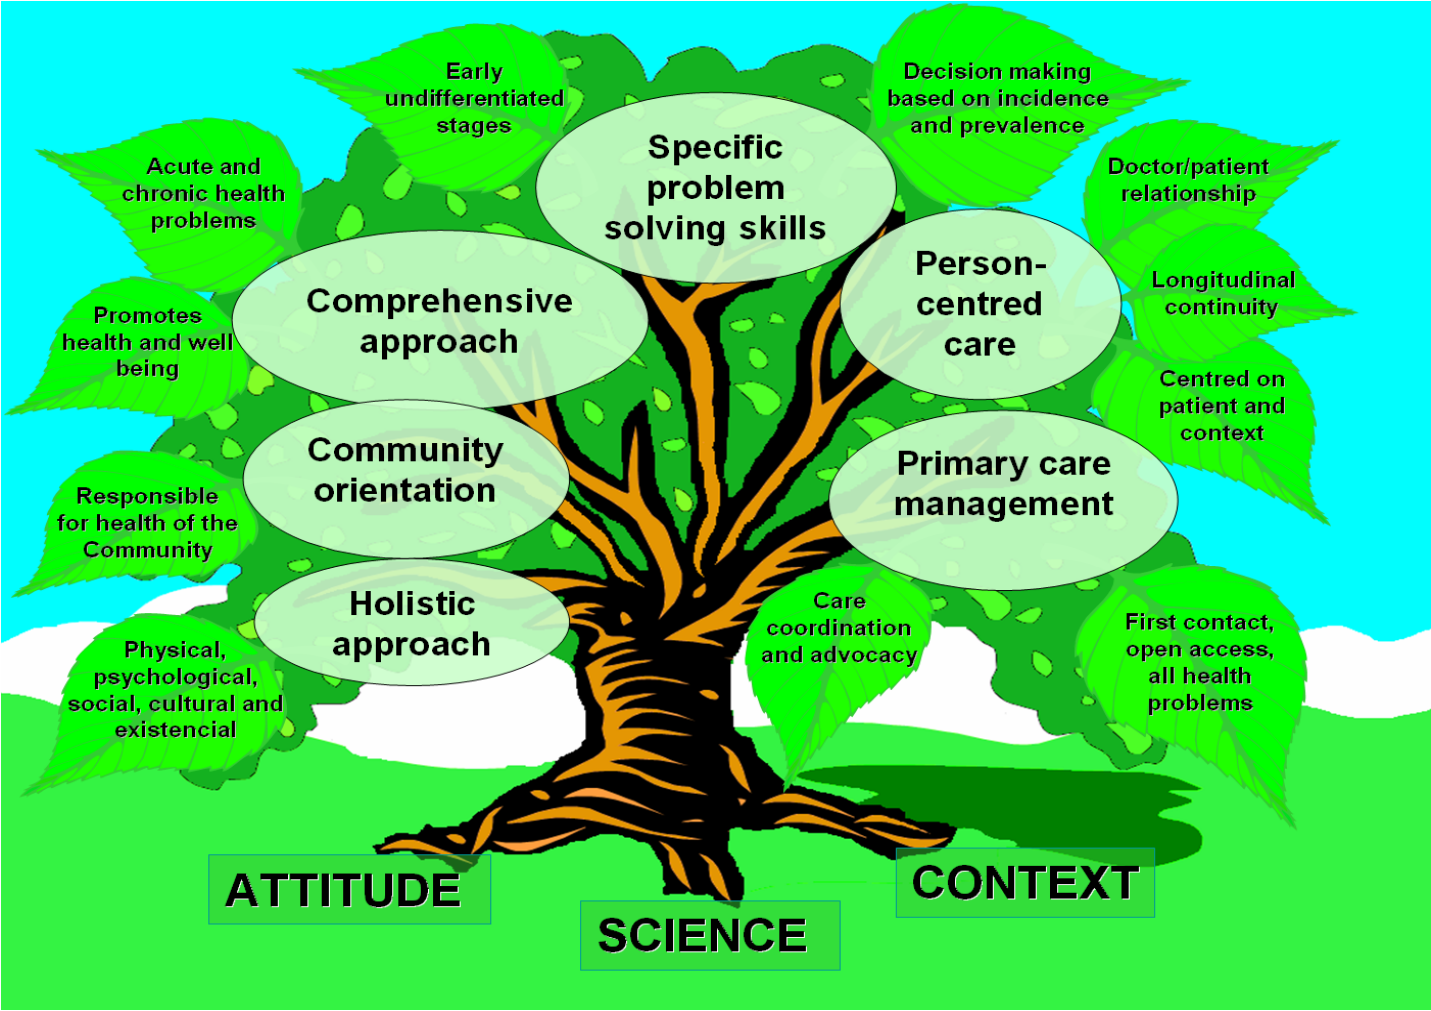 Early
undifferentiated
stages
Decision making
based on incidence
and prevalence
Specific
problem
solving skills
Acute and
chronic health
problems
Doctor/patient
relationship
Comprehensive
approach
Person-
centred
care
Longitudinal
continuity
Promotes
health and well
being
Centred on
patient and
context
Community
orientation
Primary care
management
Responsible
for health of the
Community
Holistic
approach
Care
coordination
and advocacy
First contact,
open access,
all health
problems
Physical,
psychological,
social, cultural and
existencial
ATTITUDE
SCIENCE
CONTEXT